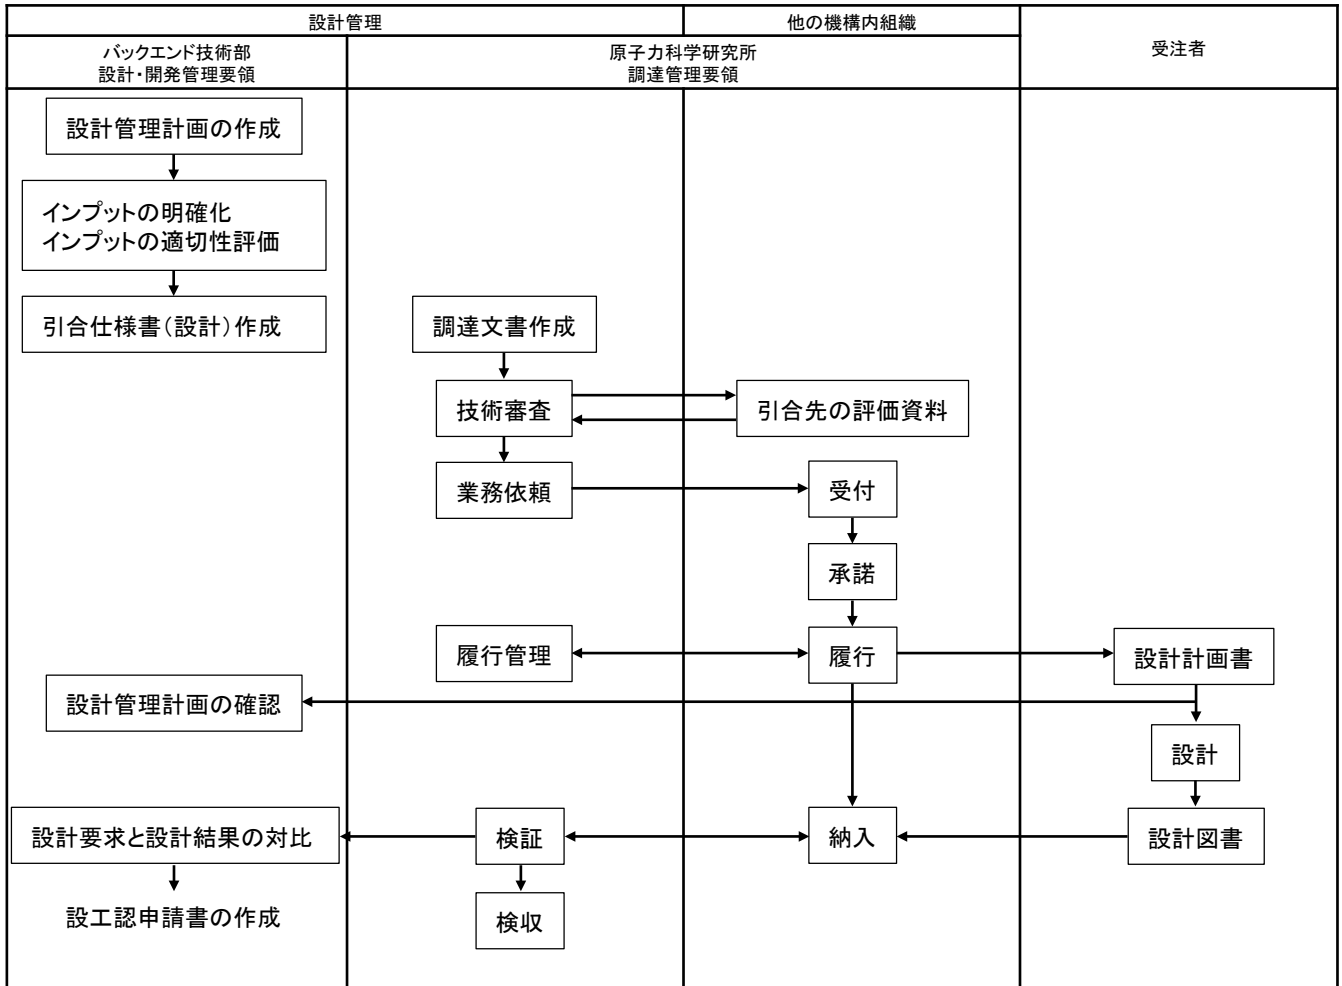 設計管理
他の機構内組織
受注者
バックエンド技術部
設計・開発管理要領
原子力科学研究所
調達管理要領
設計管理計画の作成
インプットの明確化
インプットの適切性評価
引合仕様書(設計)作成
調達文書作成
技術審査
引合先の評価資料
業務依頼
受付
承諾
履行管理
履行
設計計画書
設計管理計画の確認
設計
設計要求と設計結果の対比
検証
納入
設計図書
設工認申請書の作成
検収